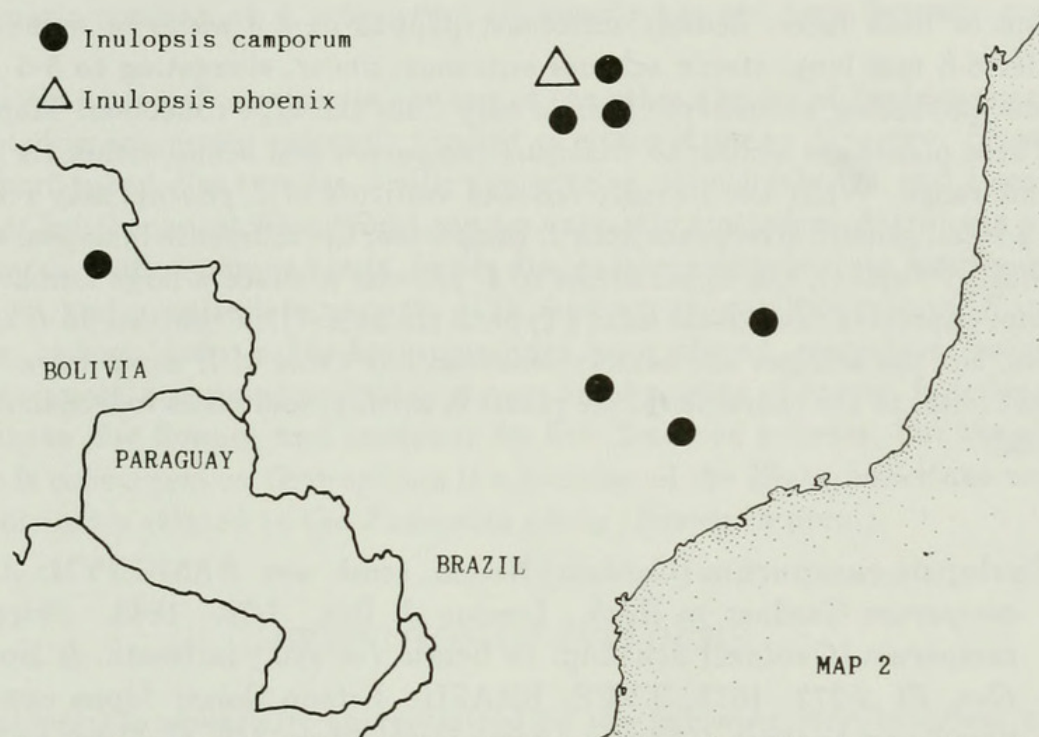 Inulopsis camporum
Inulopsis phoenix
BOLIVIA
PARAGUAY
BRAZIL
MAP 2